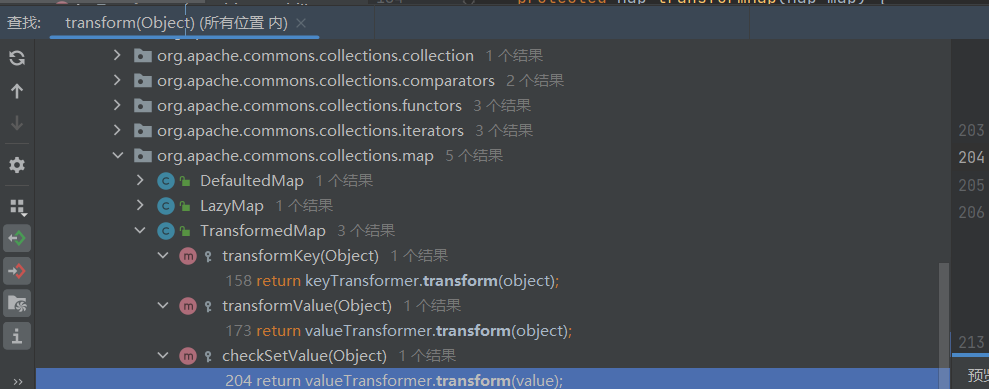 查找: transform(Object) (所有位置 内) ×
org.apache.commons.collections.collection 1 个结果
org.apache.commons.collections.comparators 2 个结果
org.apache.commons.collections.functors 3 个结果
org.apache.commons.collections.iterators 3 个结果
203
org.apache.commons.collections.map 5 个结果
204
DefaultedMap 1 个结果
205
LazyMap 1 个结果
206
TransformedMap 3 个结果
transformKey(Object) 1 个结果
158 return keyTransformer.transform(object);
transformValue(Object) 1 个结果
173 return valueTransformer.transform(object);
213
checkSetValue(Object) 1 个结果
204 return valueTransformer.transform(value);
预览